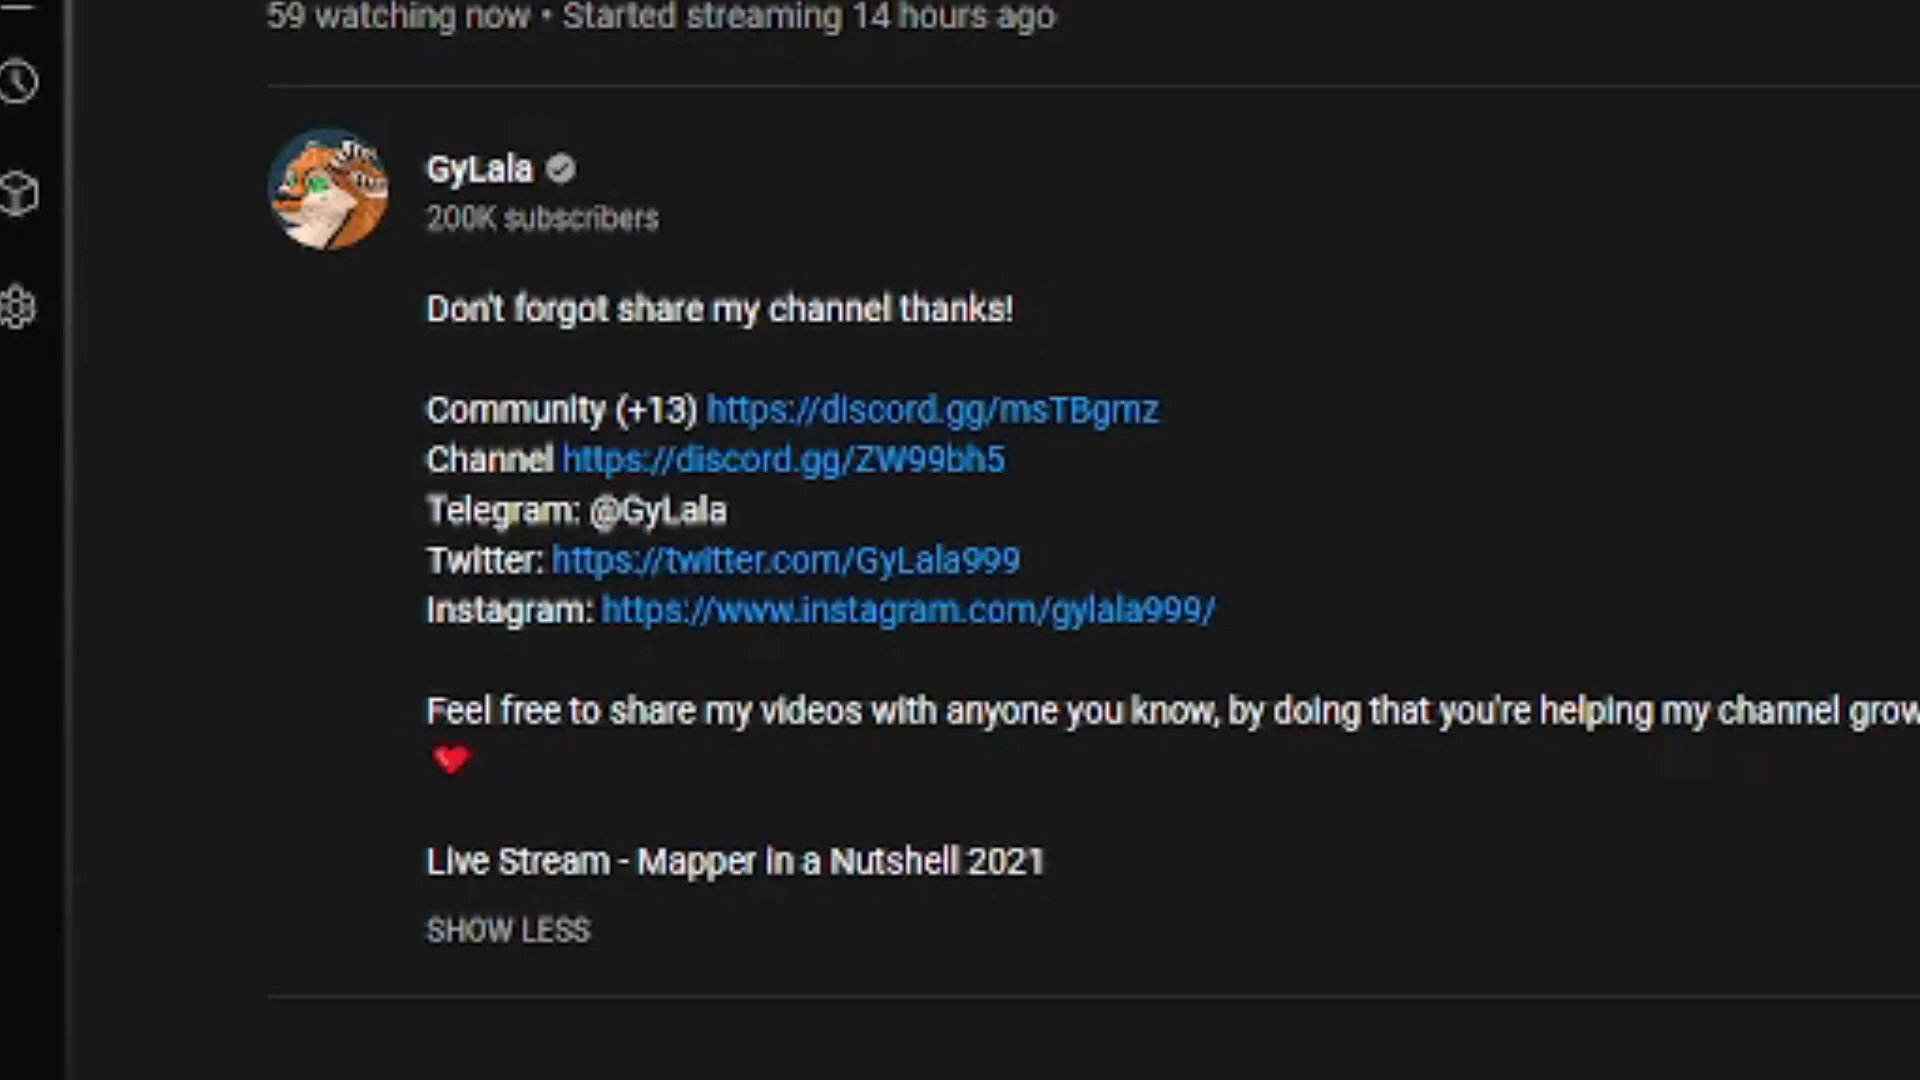 59 watching now • Started streaming 14 hours ago
GyLala
200K subscribers
Don't forgot share my channel thanks!
Community (+13) https://discord.gg/msTBgmz
Channel https://discord.gg/ZW99bh5
Telegram: @GyLala
Twitter: https://twitter.com/GyLala999
Instagram: https://www.instagram.com/gylala999/
Feel free to share my videos with anyone you know, by doing that you're helping my channel grow
❤
Live Stream - Mapper in a Nutshell 2021
SHOW LESS